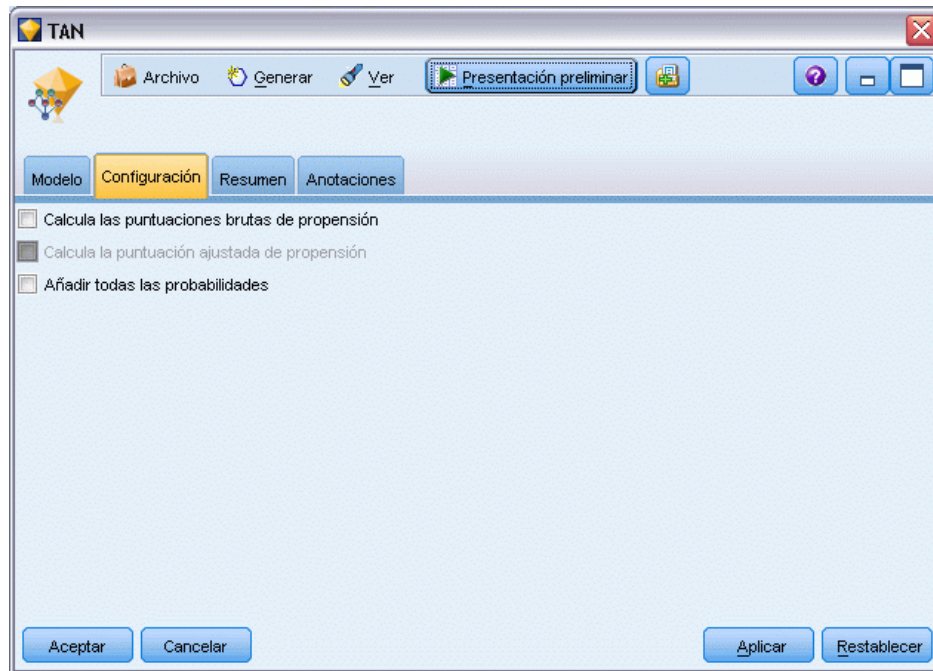 TAN
Archivo Generar Ver Presentación preliminar
Modelo Configuración Resumen Anotaciones
Calcula las puntuaciones brutas de propensión
Calcula la puntuación ajustada de propensión
Añadir todas las probabilidades
Aceptar Cancelar Aplicar Restablecer